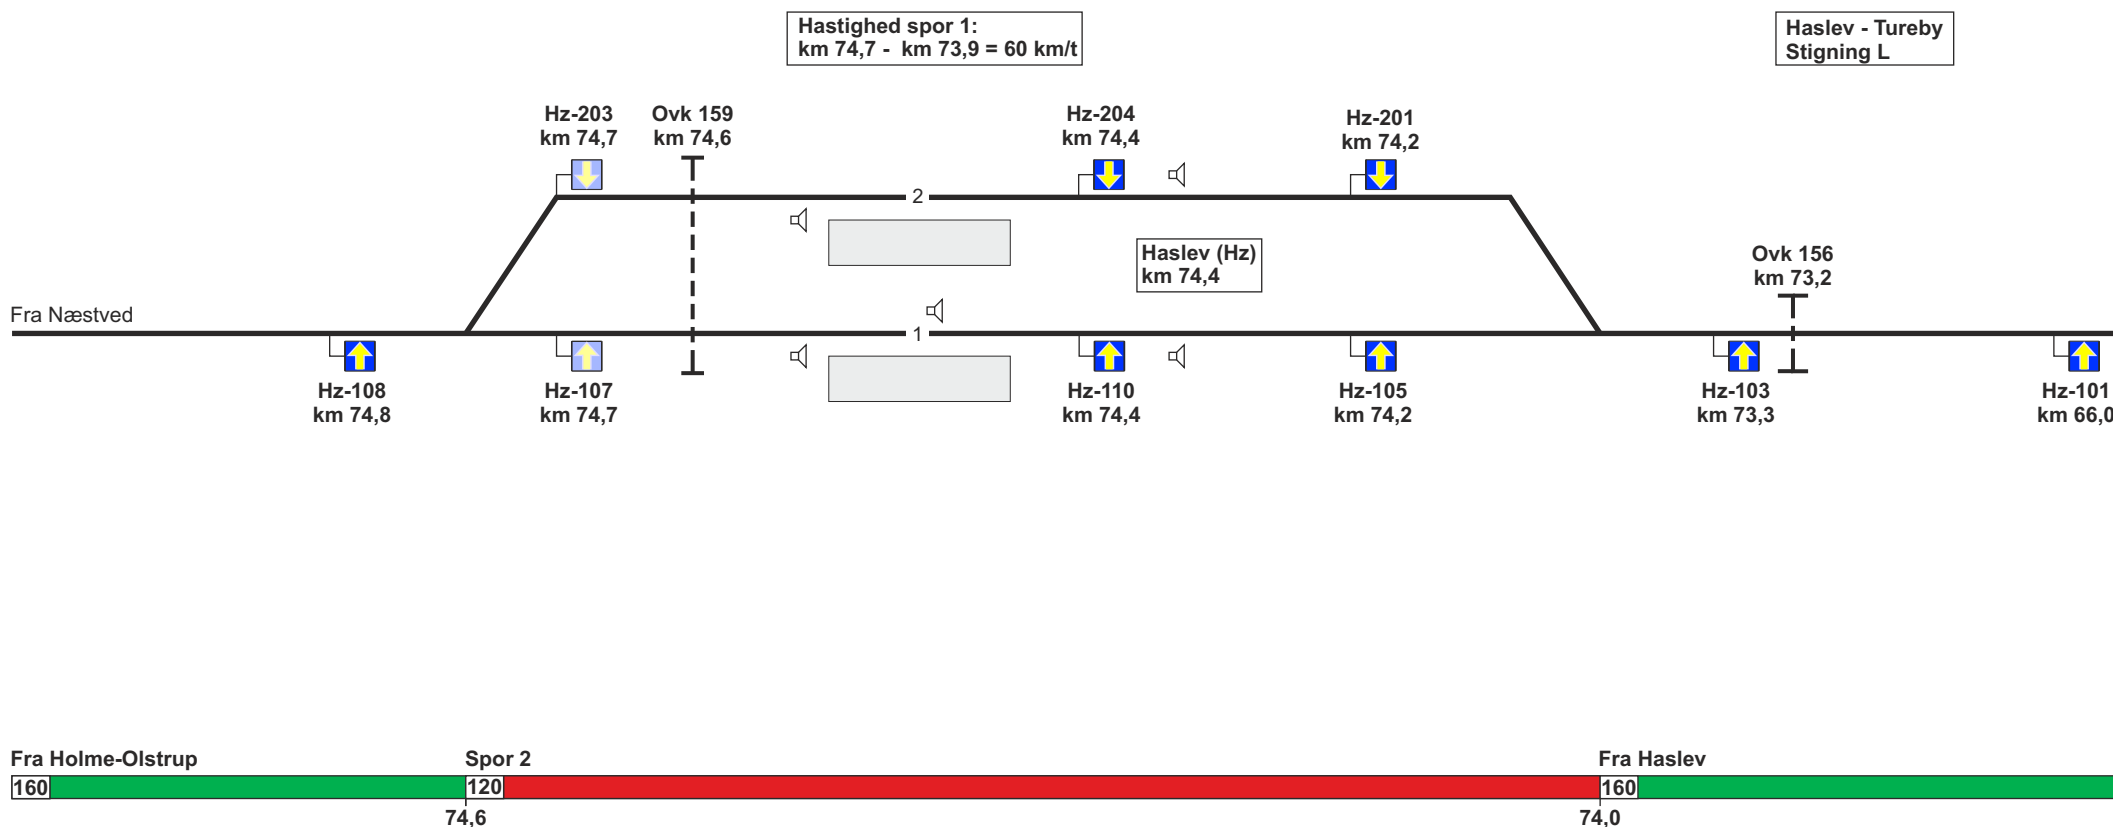 Hastighed spor 1:
km 74,7 -  km 73,9 = 60 km/t
Haslev - Tureby
Stigning L
Hz-203
km 74,7
Ovk 159
km 74,6
Hz-204
km 74,4
Hz-201
km 74,2
2
Haslev (Hz)
km 74,4
Ovk 156
km 73,2
Fra Næstved
1
Hz-108
km 74,8
Hz-107
km 74,7
Hz-110
km 74,4
Hz-105
km 74,2
Hz-103
km 73,3
Hz-101
km 66,0
Fra Holme-Olstrup
Spor 2
Fra Haslev
160
120
160
74,6
74,0